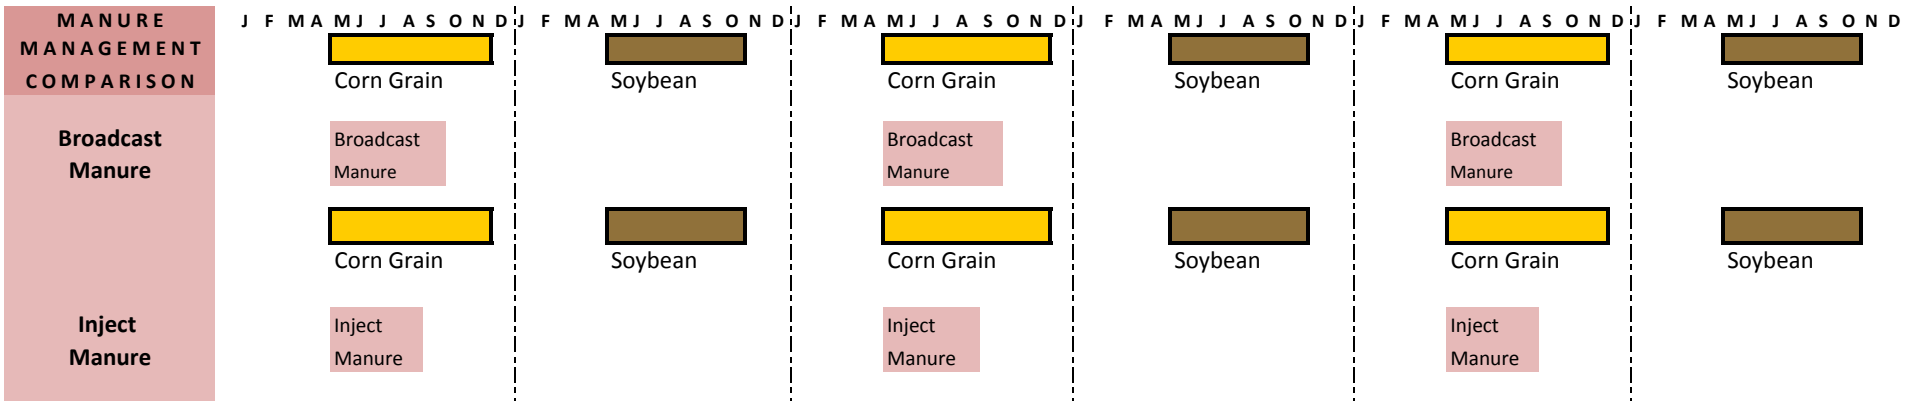 MANURE
MANAGEMENT
COMPARISON
J F M A M J J A S O N D J F M A M J J A S O N D J F M A M J J A S O N D J F M A M J J A S O N D J F M A M J J A S O N D J F M A M J J A S O N D
Corn Grain Soybean Corn Grain Soybean Corn Grain Soybean
Broadcast
Manure
Broadcast
Manure
Broadcast
Manure
Broadcast
Manure
Corn Grain Soybean Corn Grain Soybean Corn Grain Soybean
Inject
Manure
Inject
Manure
Inject
Manure
Inject
Manure